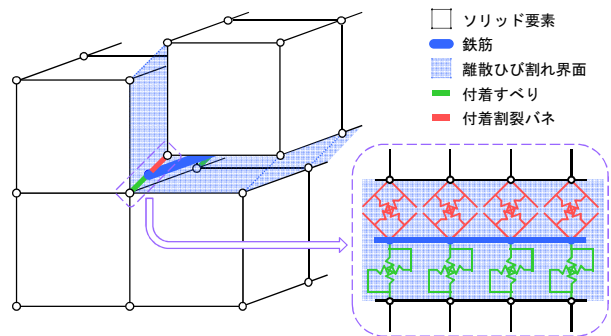 ソリッド要素
鉄筋
離散ひび割れ界面
付着すべり
付着割裂バネ